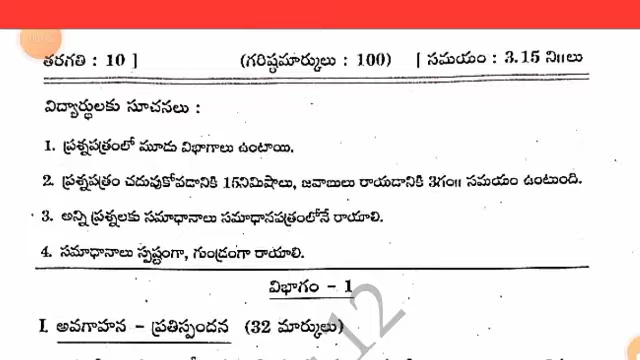 తరగతి : 10 ] (గరిష్ఠమార్కులు : 100) [ సమయం : 3.15 ని॥లు
విద్యార్థులకు సూచనలు :
1. ప్రశ్నపత్రంలో మూడు విభాగాలు ఉంటాయి.
2. ప్రశ్నపత్రం చదువుకోవడానికి 15నిమిషాలు, జవాబులు రాయడానికి 3గం॥ సమయం ఉంటుంది.
3. అన్ని ప్రశ్నలకు సమాధానాలు సమాధానపత్రంలోనే రాయాలి.
4. సమాధానాలు స్పష్టంగా, గుండ్రంగా రాయాలి.
విభాగం - 1
I. అవగాహన - ప్రతిస్పందన (32 మార్కులు)
12